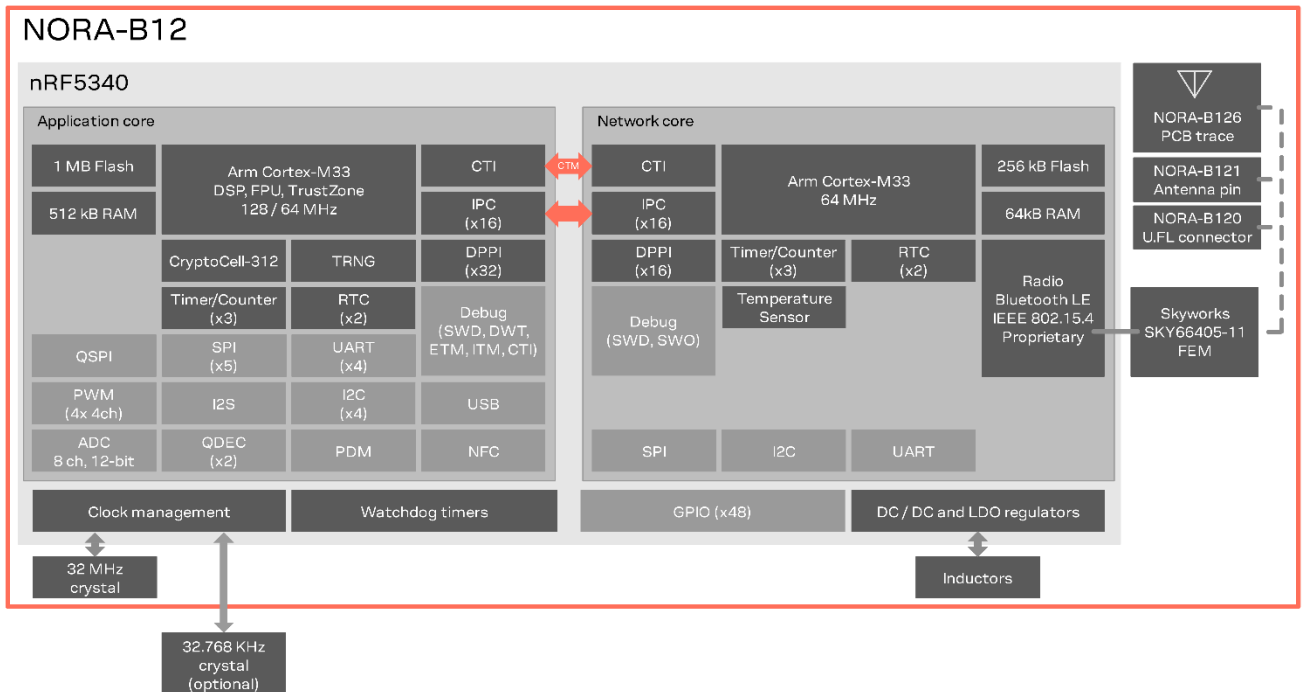 NORA-B12
nRF5340
Application core
1 MB Flash
512 kB RAM
Arm Cortex-M33
DSP, FPU, TrustZone
128 / 64 MHz
CTI
IPC
(x16)
CryptoCell-312
TRNG
DPPI
(x32)
Timer/Counter
(x3)
RTC
(x2)
Debug
(SWD, DWT,
ETM, ITM, CTI)
QSPI
SPI
(x5)
UART
(x4)
PWM
(4x 4ch)
I2S
I2C
(x4)
USB
ADC
8 ch, 12-bit
QDEC
(x2)
PDM
NFC
CTM
Network core
CTI
IPC
(x16)
Arm Cortex-M33
64 MHz
256 kB Flash
64kB RAM
DPPI
(x16)
Timer/Counter
(x3)
RTC
(x2)
Radio
Bluetooth LE
IEEE 802.15.4
Proprietary
Debug
(SWD, SWO)
Temperature
Sensor
SPI
I2C
UART
Clock management
Watchdog timers
GPIO (x48)
DC / DC and LDO regulators
32 MHz
crystal
Inductors
32.768 KHz
crystal
(optional)
NORA-B126
PCB trace
NORA-B121
Antenna pin
NORA-B120
U.FL connector
Skyworks
SKY66405-11
FEM